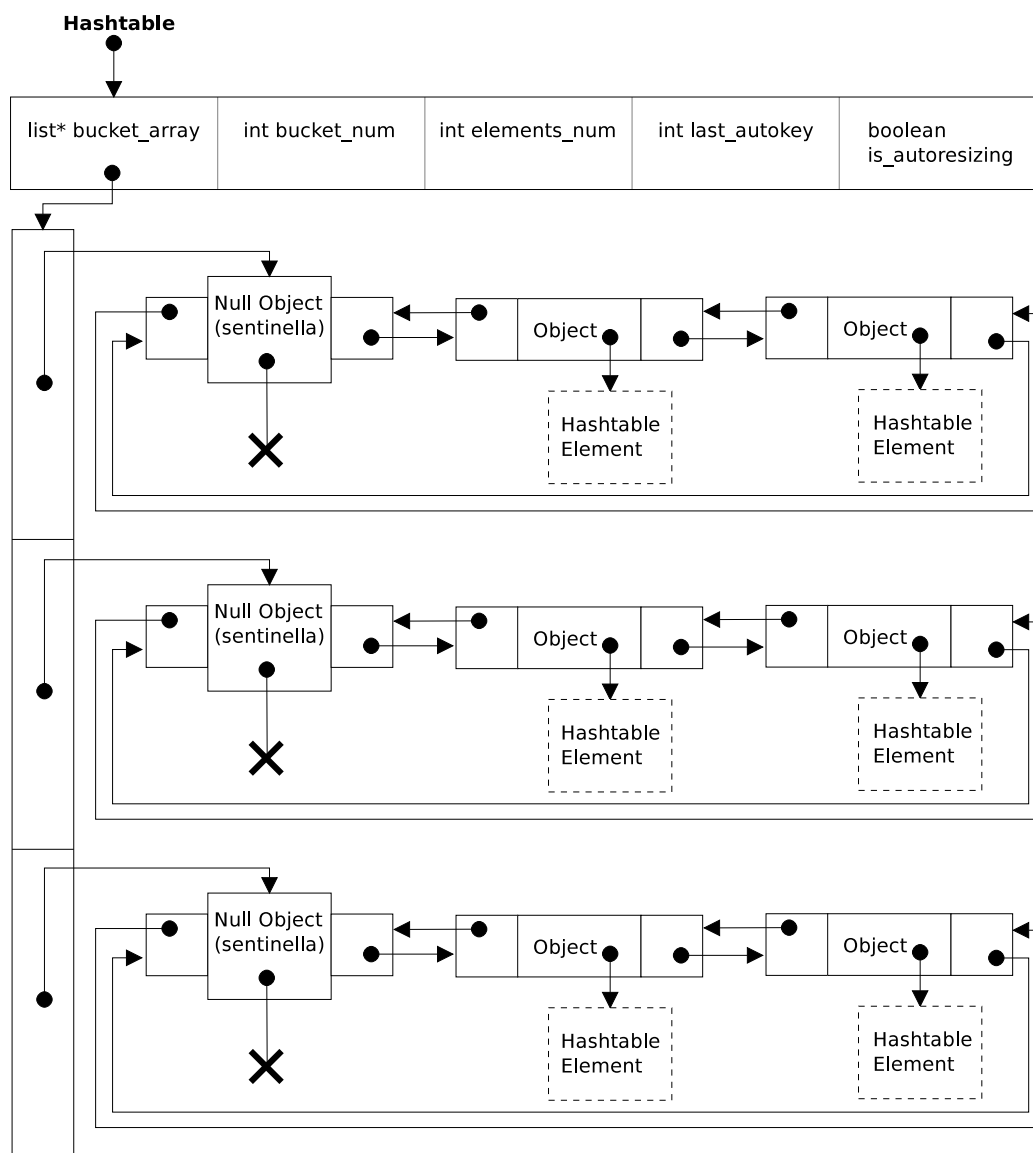 Hashtable
list* bucket_array
int bucket_num
int elements_num
int last_autokey
boolean
is_autoresizing
Null Object
(sentinella)
Object
Object
Hashtable
Element
Hashtable
Element
Null Object
(sentinella)
Object
Object
Hashtable
Element
Hashtable
Element
Null Object
(sentinella)
Object
Object
Hashtable
Element
Hashtable
Element